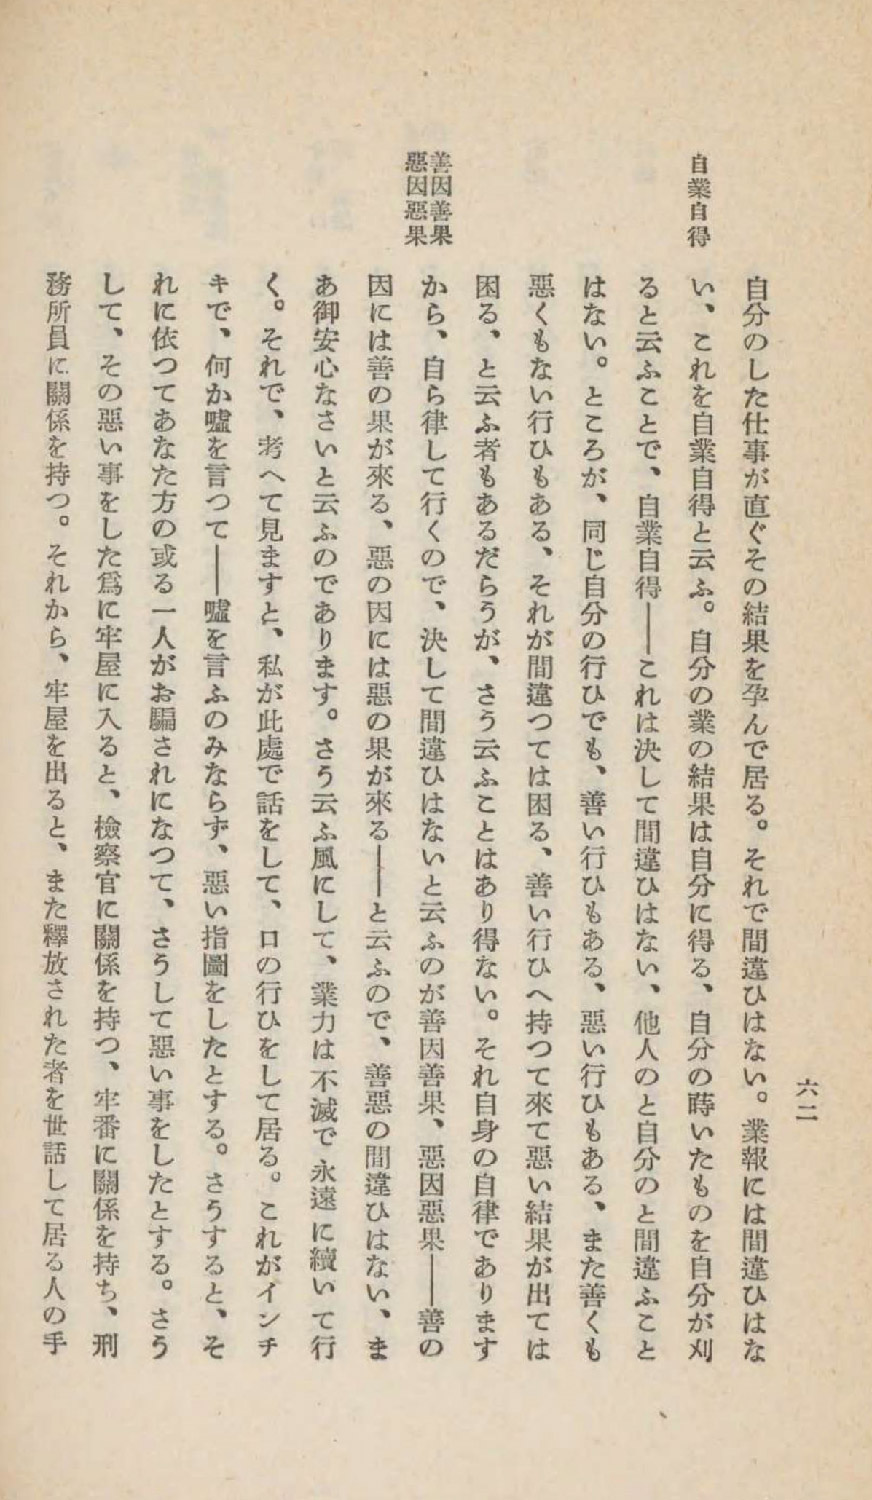 六二
自業自得
善因善果
惡因惡果
自分のした仕事が直ぐその結果を孕んで居る。それで間違ひはない。業報には間違ひはな
い、これを自業自得と云ふ。自分の業の結果は自分に得る、自分の蒔いたものを自分が刈
ると云ふことで、自業自得――これは決して間違ひはない、他人のと自分のと間違ふこと
はない。ところが、同じ自分の行ひでも、善い行ひもある、惡い行ひもある、また善くも
惡くもない行ひもある、それが間違つては困る、善い行ひへ持つて來て惡い結果が出ては
困る、と云ふ者もあるだらうが、さう云ふことはあり得ない。それ自身の自律であります
から、自ら律して行くので、決して間違ひはないと云ふのが善因善果、惡因惡果――善の
因には善の果が來る、惡の因には惡の果が來る――と云ふので、善惡の間違ひはない、ま
あ御安心なさいと云ふのであります。さう云ふ風にして、業力は不滅で永遠に續いて行
く。それで、考へて見ますと、私が此處で話をして、口の行ひをして居る。これがインチ
キで、何か嘘を言つて――嘘を言ふのみならず、惡い指圖をしたとする。さうすると、そ
れに依つてあなた方の或る一人がお騙されになつて、さうして惡い事をしたとする。さう
して、その惡い事をした爲に牢屋に入ると、檢察官に關係を持つ、牢番に關係を持ち、刑
務所員に關係を持つ。それから、牢屋を出ると、また釋放された者を世話して居る人の手